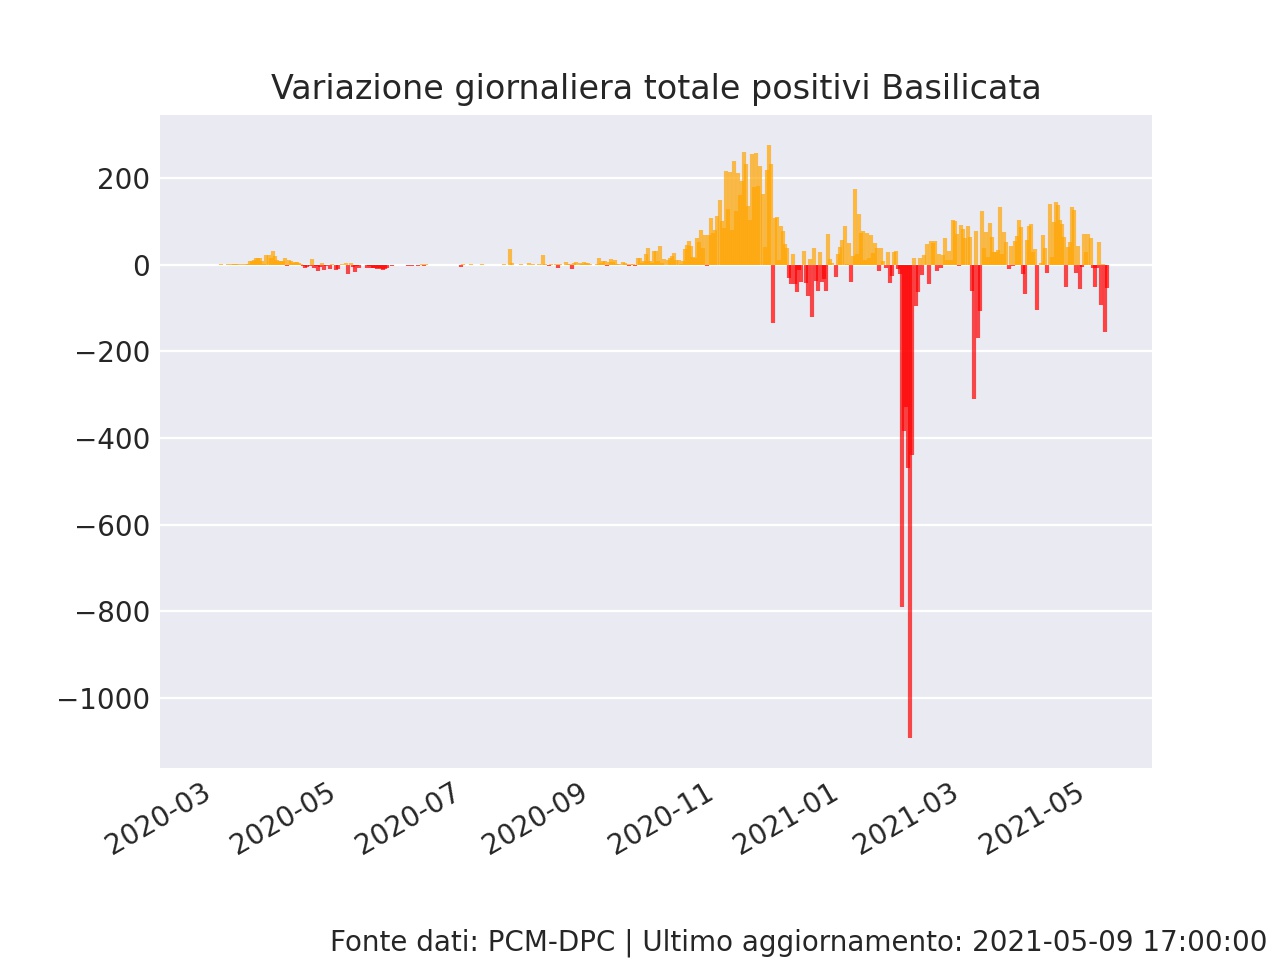 Variazione giornaliera totale positivi Basilicata
200
0
−200
−400
−600
−800
−1000
2020-03 2020-05 2020-07 2020-09 2020-11 2021-01 2021-03 2021-05
Fonte dati: PCM-DPC | Ultimo aggiornamento: 2021-05-09 17:00:00